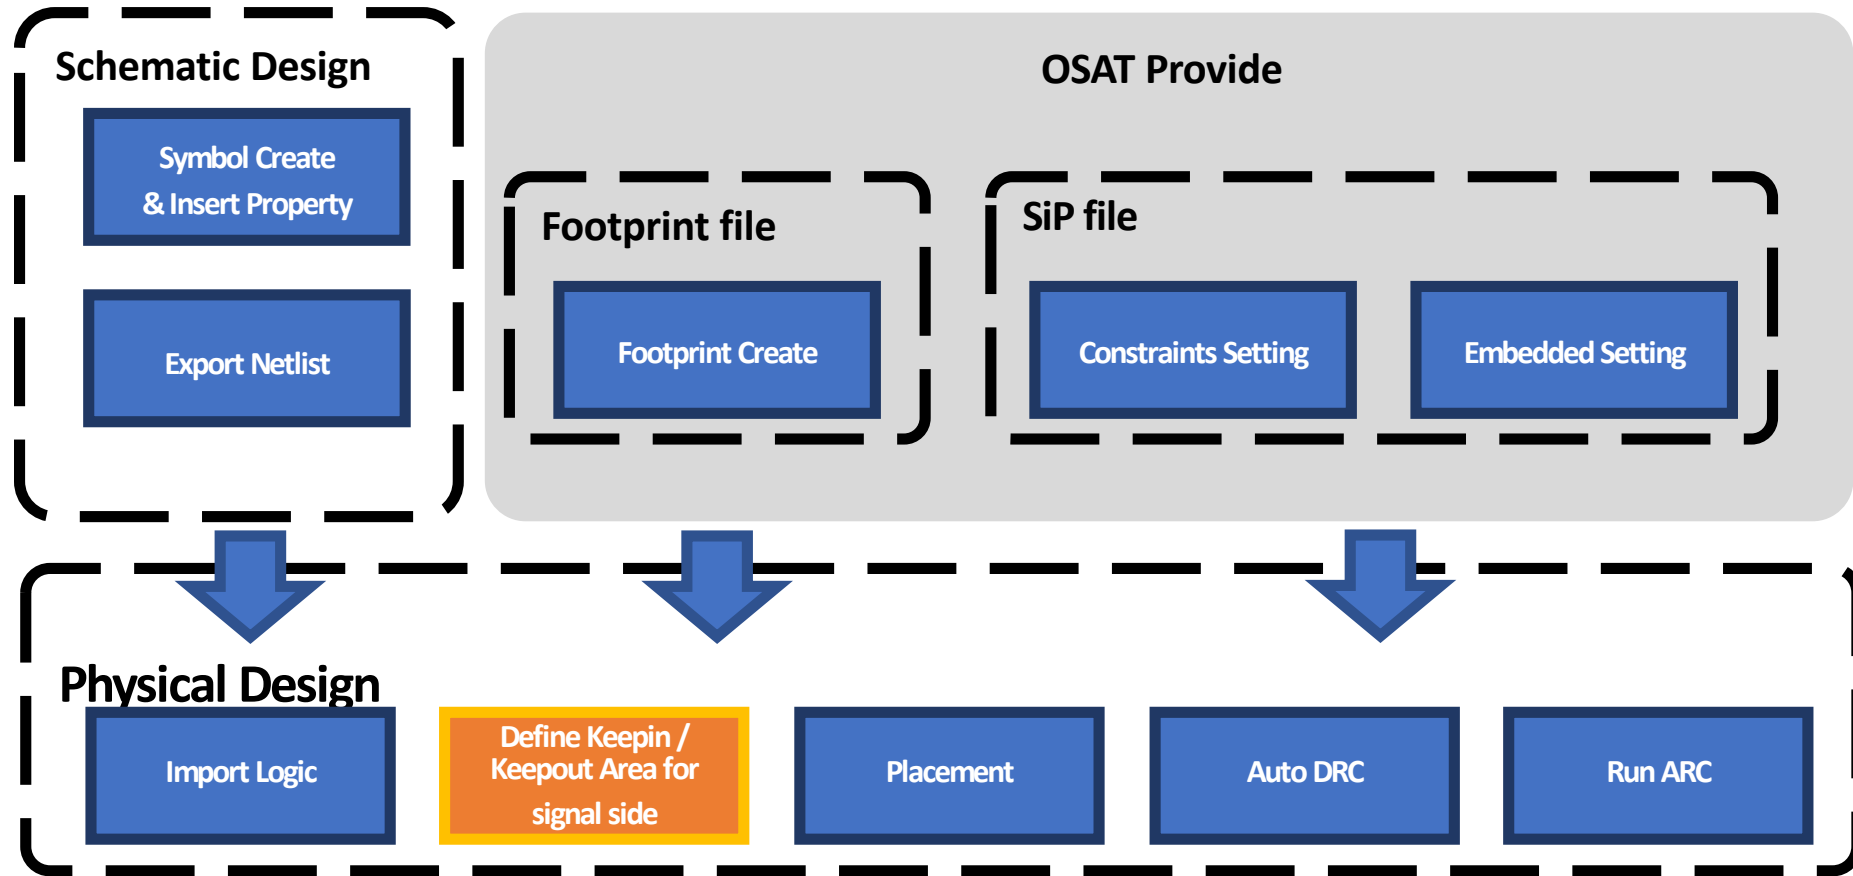 Schematic Design
Symbol Create
& Insert Property
Export Netlist
OSAT Provide
Footprint file
Footprint Create
SiP file
Constraints Setting
Embedded Setting
Physical Design
Import Logic
Define Keepin /
Keepout Area for
signal side
Placement
Auto DRC
Run ARC